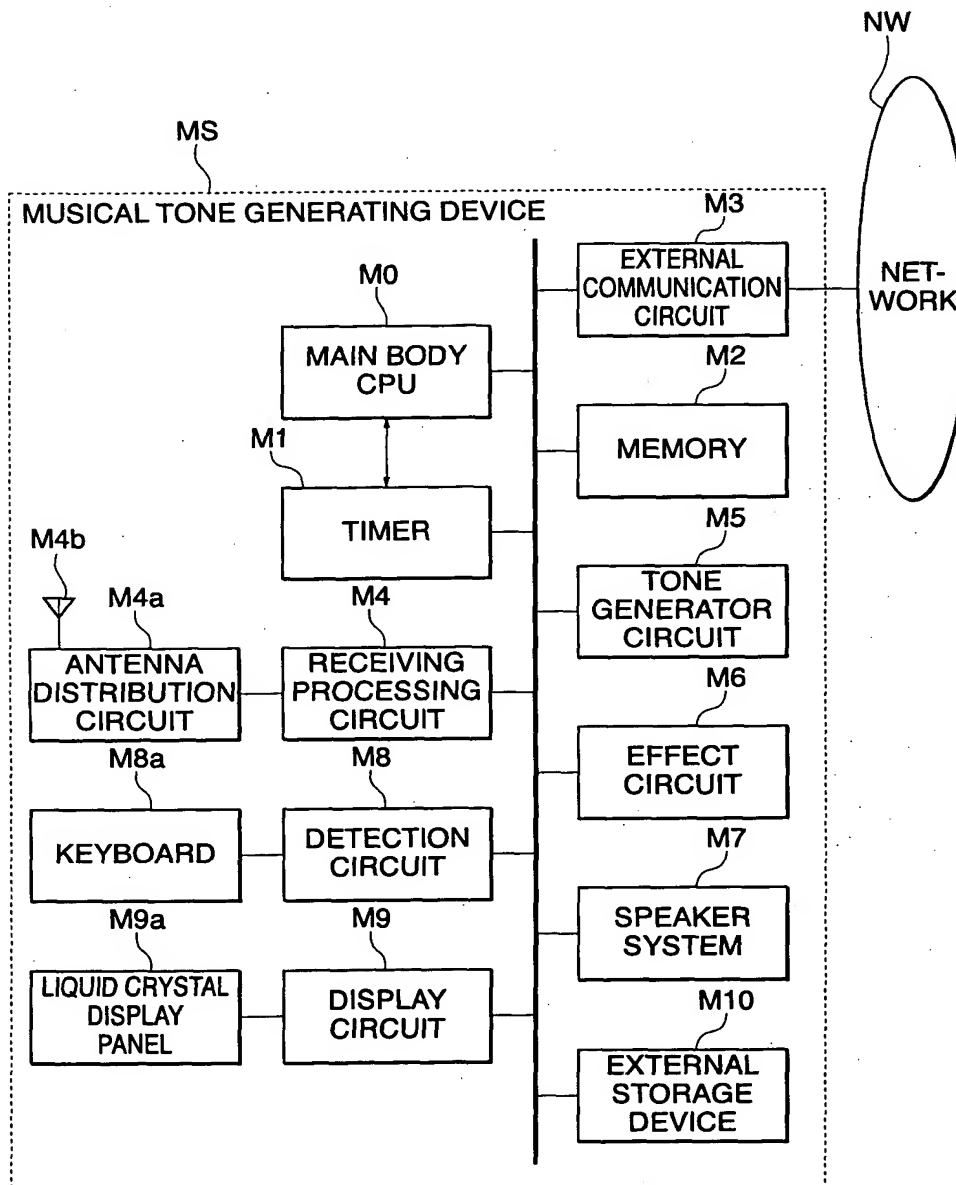 NW
MS
MUSICAL TONE GENERATING DEVICE
M3
EXTERNAL
COMMUNICATION
CIRCUIT
NET-
WORK
M0
MAIN BODY
CPU
M2
MEMORY
M1
TIMER
M5
TONE
GENERATOR
CIRCUIT
M4b
M4a
ANTENNA
DISTRIBUTION
CIRCUIT
M4
RECEIVING
PROCESSING
CIRCUIT
M6
EFFECT
CIRCUIT
M8a
KEYBOARD
M8
DETECTION
CIRCUIT
M7
SPEAKER
SYSTEM
M9a
LIQUID CRYSTAL
DISPLAY
PANEL
M9
DISPLAY
CIRCUIT
M10
EXTERNAL
STORAGE
DEVICE